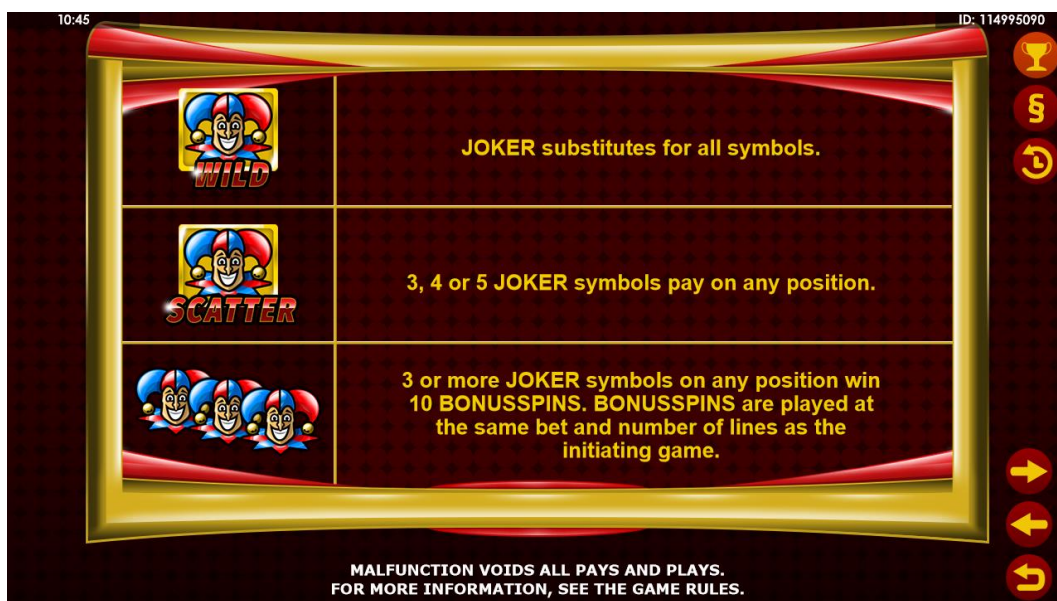 10:45
ID: 114995090
WILD
JOKER substitutes for all symbols.
§
SCATTER
3, 4 or 5 JOKER symbols pay on any position.
3 or more JOKER symbols on any position win
10 BONUSSPINS. BONUSSPINS are played at
the same bet and number of lines as the
initiating game.
MALFUNCTION VOIDS ALL PAYS AND PLAYS.
FOR MORE INFORMATION, SEE THE GAME RULES.